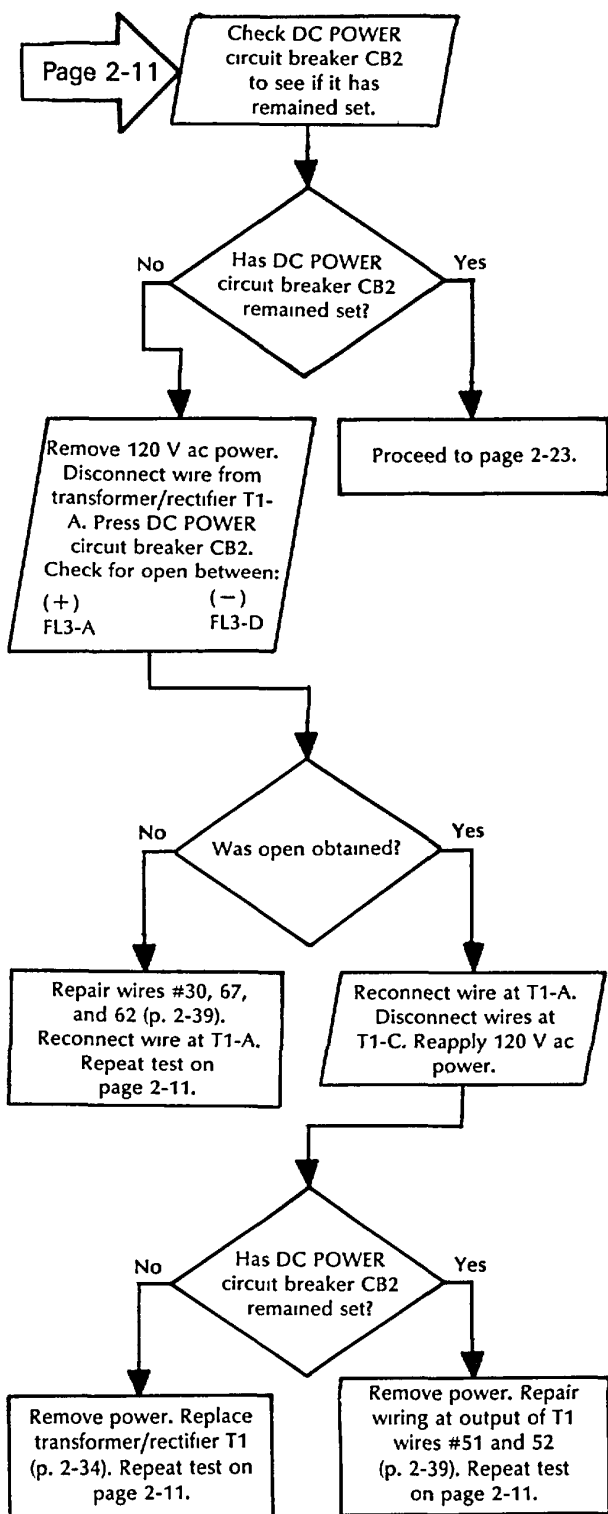 Page 2-11
Check DC POWER
circuit breaker CB2
to see if it has
remained set.
No
Has DC POWER
circuit breaker CB2
remained set?
Yes
Remove 120 V ac power.
Disconnect wire from
transformer/rectifier T1-
A. Press DC POWER
circuit breaker CB2.
Check for open between:
(+) (−)
FL3-A FL3-D
Proceed to page 2-23.
No
Was open obtained?
Yes
Repair wires #30, 67,
and 62 (p. 2-39).
Reconnect wire at T1-A.
Repeat test on
page 2-11.
Reconnect wire at T1-A.
Disconnect wires at
T1-C. Reapply 120 V ac
power.
No
Has DC POWER
circuit breaker CB2
remained set?
Yes
Remove power. Replace
transformer/rectifier T1
(p. 2-34). Repeat test on
page 2-11.
Remove power. Repair
wiring at output of T1
wires #51 and 52
(p. 2-39). Repeat test
on page 2-11.